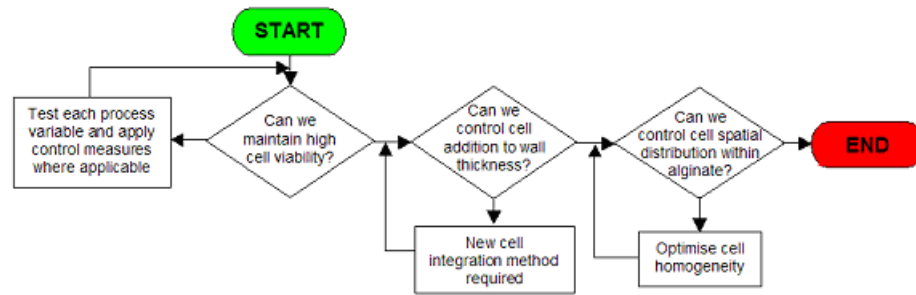 START
Test each process
variable and apply
control measures
where applicable
Can we
maintain high
cell viability?
Can we
control cell
addition to wall
thickness?
Can we
control cell spatial
distribution within
alginate?
END
New cell
integration method
required
Optimise cell
homogeneity